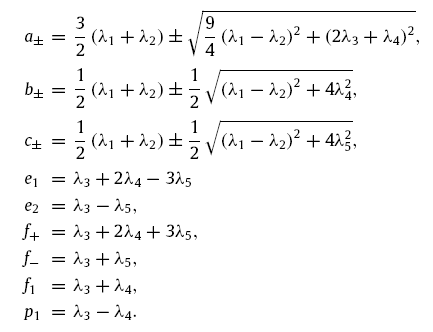 a± = 3/2 (λ1 + λ2) ± √(9/4 (λ1 − λ2)² + (2λ3 + λ4)²),
b± = 1/2 (λ1 + λ2) ± 1/2 √((λ1 − λ2)² + 4λ4²),
c± = 1/2 (λ1 + λ2) ± 1/2 √((λ1 − λ2)² + 4λ5²),
e1 = λ3 + 2λ4 − 3λ5
e2 = λ3 − λ5,
f+ = λ3 + 2λ4 + 3λ5,
f− = λ3 + λ5,
f1 = λ3 + λ4,
p1 = λ3 − λ4.